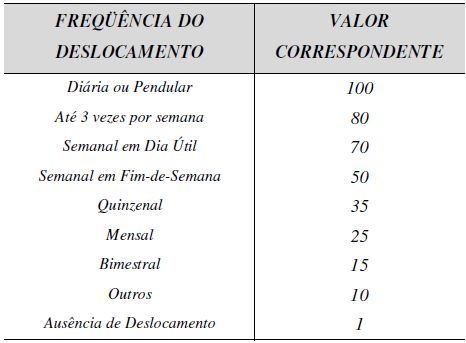 FREQÜÊNCIA DO DESLOCAMENTO VALOR CORRESPONDENTE
Diária ou Pendular 100
Até 3 vezes por semana 80
Semanal em Dia Útil 70
Semanal em Fim-de-Semana 50
Quinzenal 35
Mensal 25
Bimestral 15
Outros 10
Ausência de Deslocamento 1